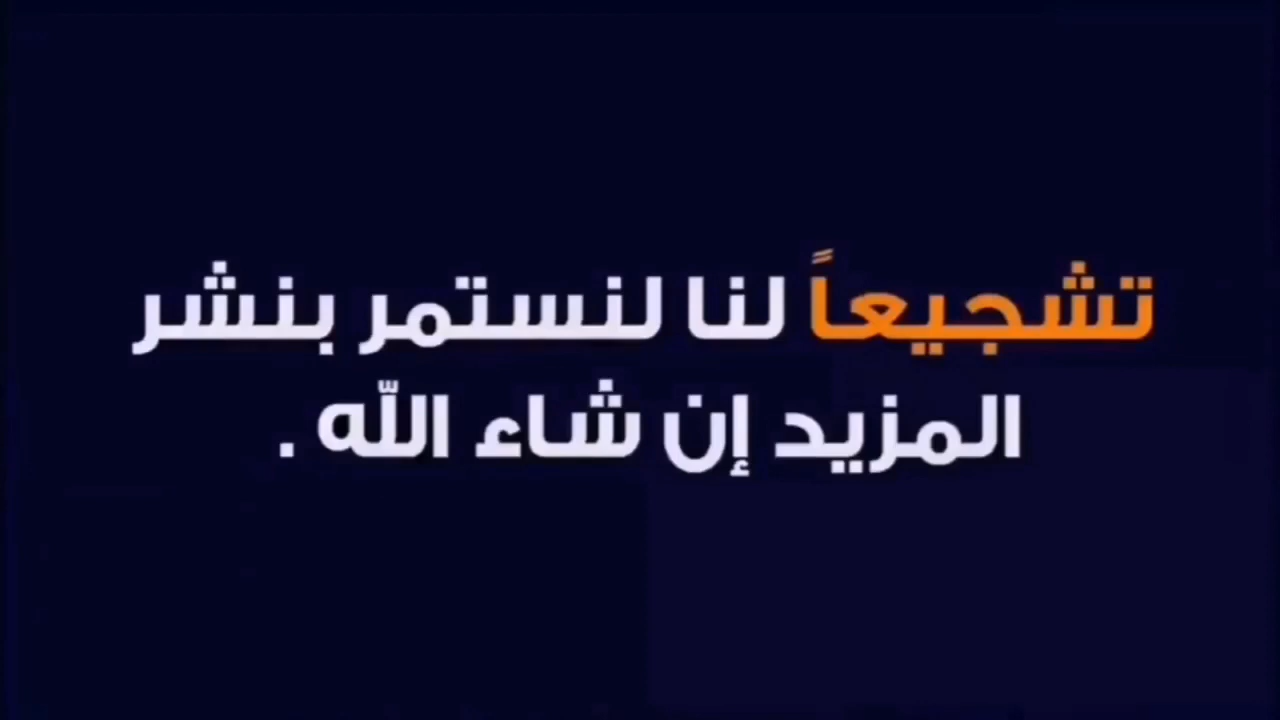 تشجيعاً لنا لنستمر بنشر
المزيد إن شاء اللّه .